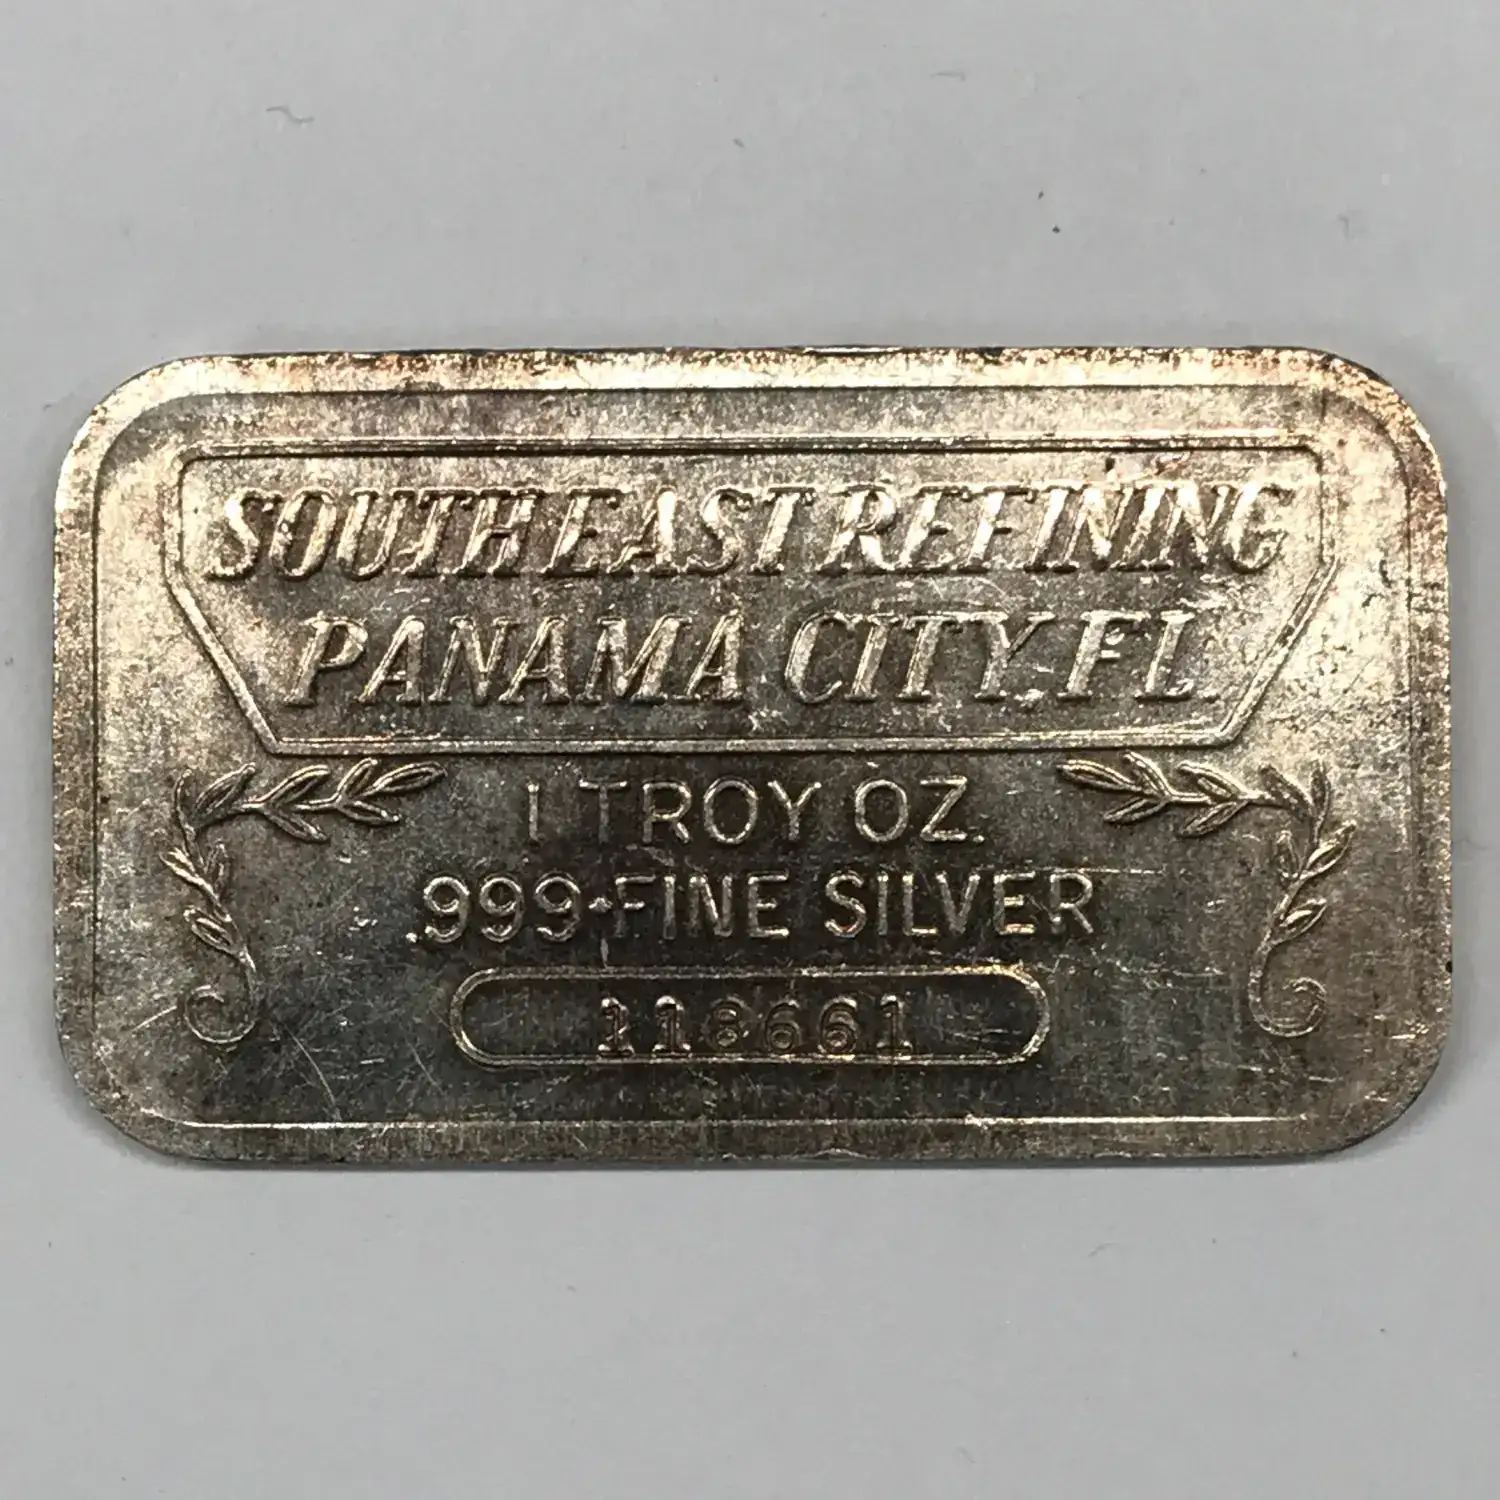 SOUTH EAST REFINING
PANAMA CITY, FL.
1 TROY OZ.
.999+FINE SILVER
118661